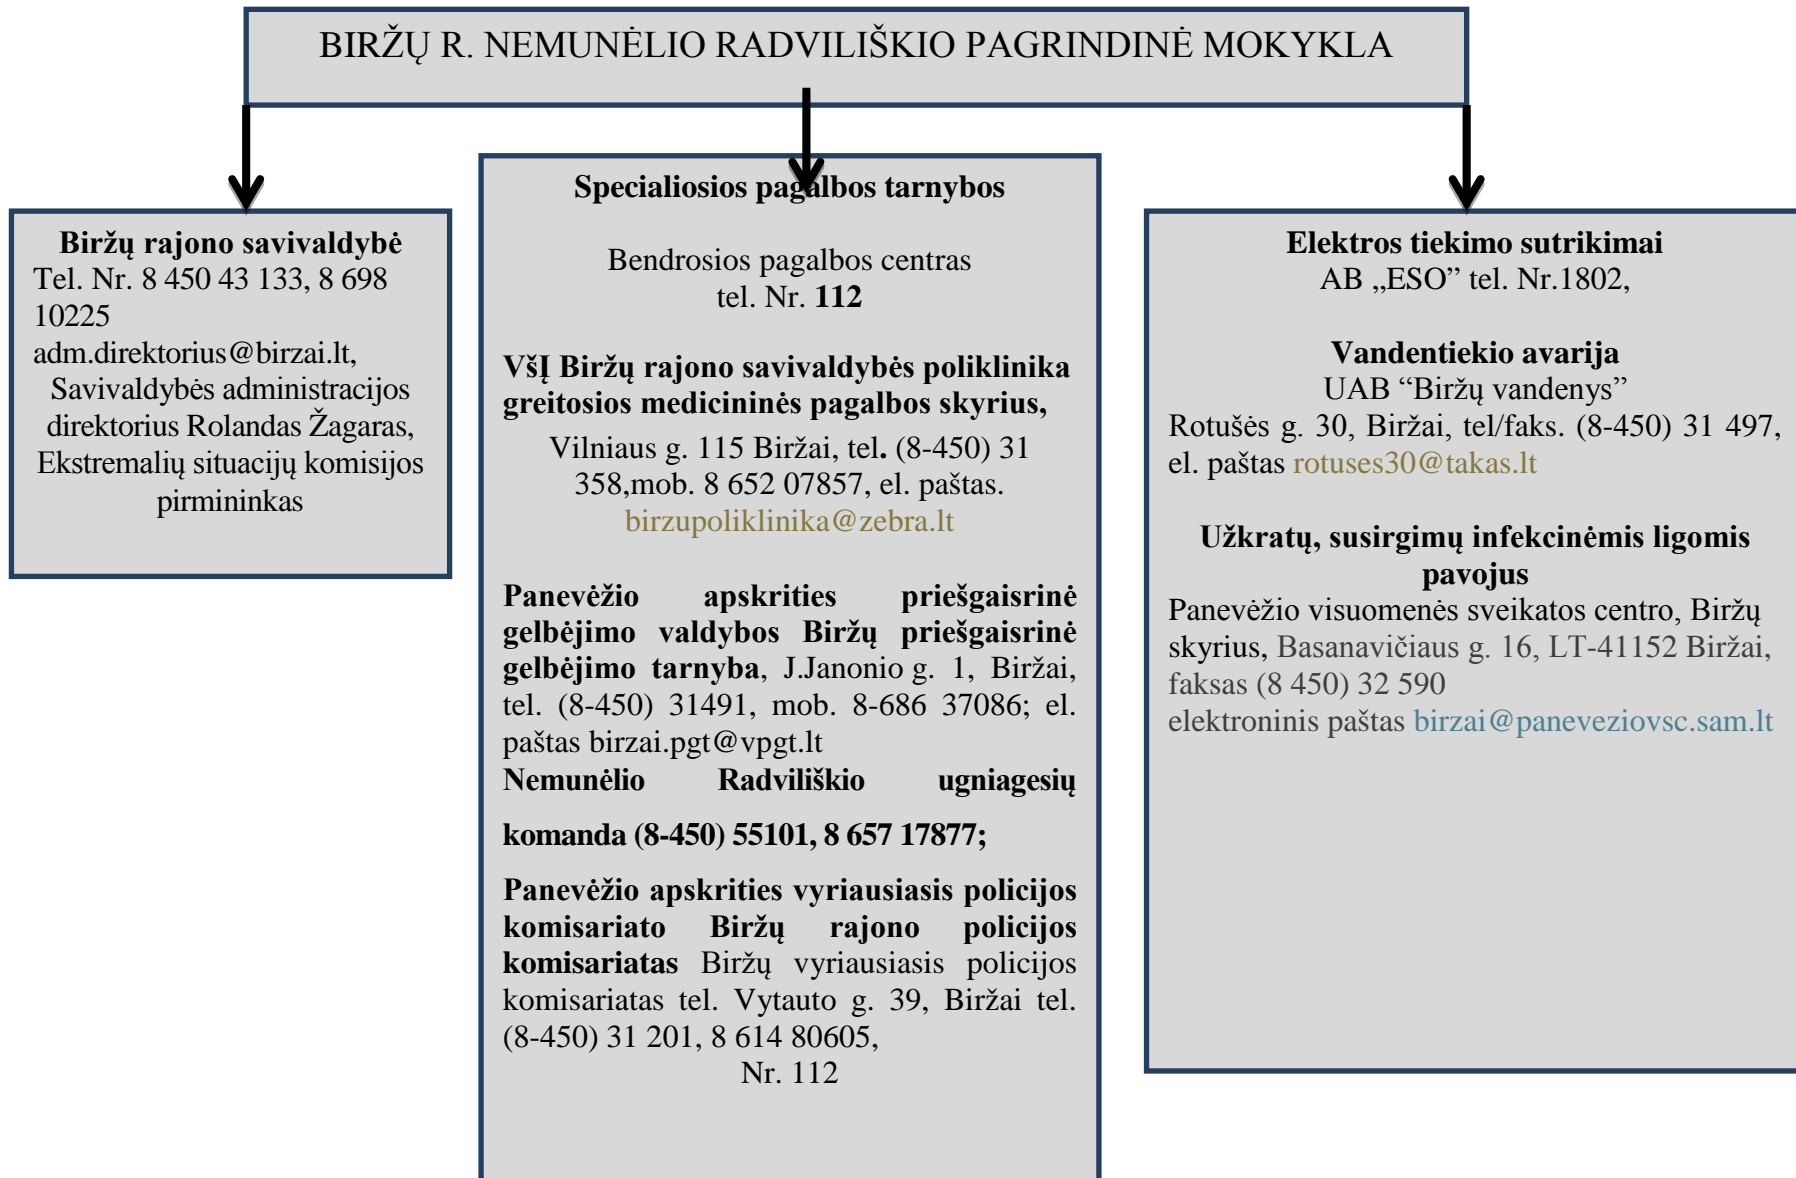 BIRŽŲ R. NEMUNĖLIO RADVILIŠKIO PAGRINDINĖ MOKYKLA
Biržų rajono savivaldybė
Tel. Nr. 8 450 43 133, 8 698
10225
adm.direktorius@birzai.lt,
Savivaldybės administracijos
direktorius Rolandas Žagaras,
Ekstremalių situacijų komisijos
pirmininkas
Specialiosios pagalbos tarnybos
Bendrosios pagalbos centras
tel. Nr. 112
VšĮ Biržų rajono savivaldybės poliklinika
greitosios medicininės pagalbos skyrius,
Vilniaus g. 115 Biržai, tel. (8-450) 31
358,mob. 8 652 07857, el. paštas.
birzupoliklinika@zebra.lt
Panevėžio apskrities priešgaisrinė
gelbėjimo valdybos Biržų priešgaisrinė
gelbėjimo tarnyba, J.Janonio g. 1, Biržai,
tel. (8-450) 31491, mob. 8-686 37086; el.
paštas birzai.pgt@vpgt.lt
Nemunėlio Radviliškio ugniagesių
komanda (8-450) 55101, 8 657 17877;
Panevėžio apskrities vyriausiasis policijos
komisariato Biržų rajono policijos
komisariatas Biržų vyriausiasis policijos
komisariatas tel. Vytauto g. 39, Biržai tel.
(8-450) 31 201, 8 614 80605,
Nr. 112
Elektros tiekimo sutrikimai
AB „ESO” tel. Nr.1802,
Vandentiekio avarija
UAB “Biržų vandenys”
Rotušės g. 30, Biržai, tel/faks. (8-450) 31 497,
el. paštas rotuses30@takas.lt
Užkratų, susirgimų infekcinėmis ligomis
pavojus
Panevėžio visuomenės sveikatos centro, Biržų
skyrius, Basanavičiaus g. 16, LT-41152 Biržai,
faksas (8 450) 32 590
elektroninis paštas birzai@paneveziovsc.sam.lt